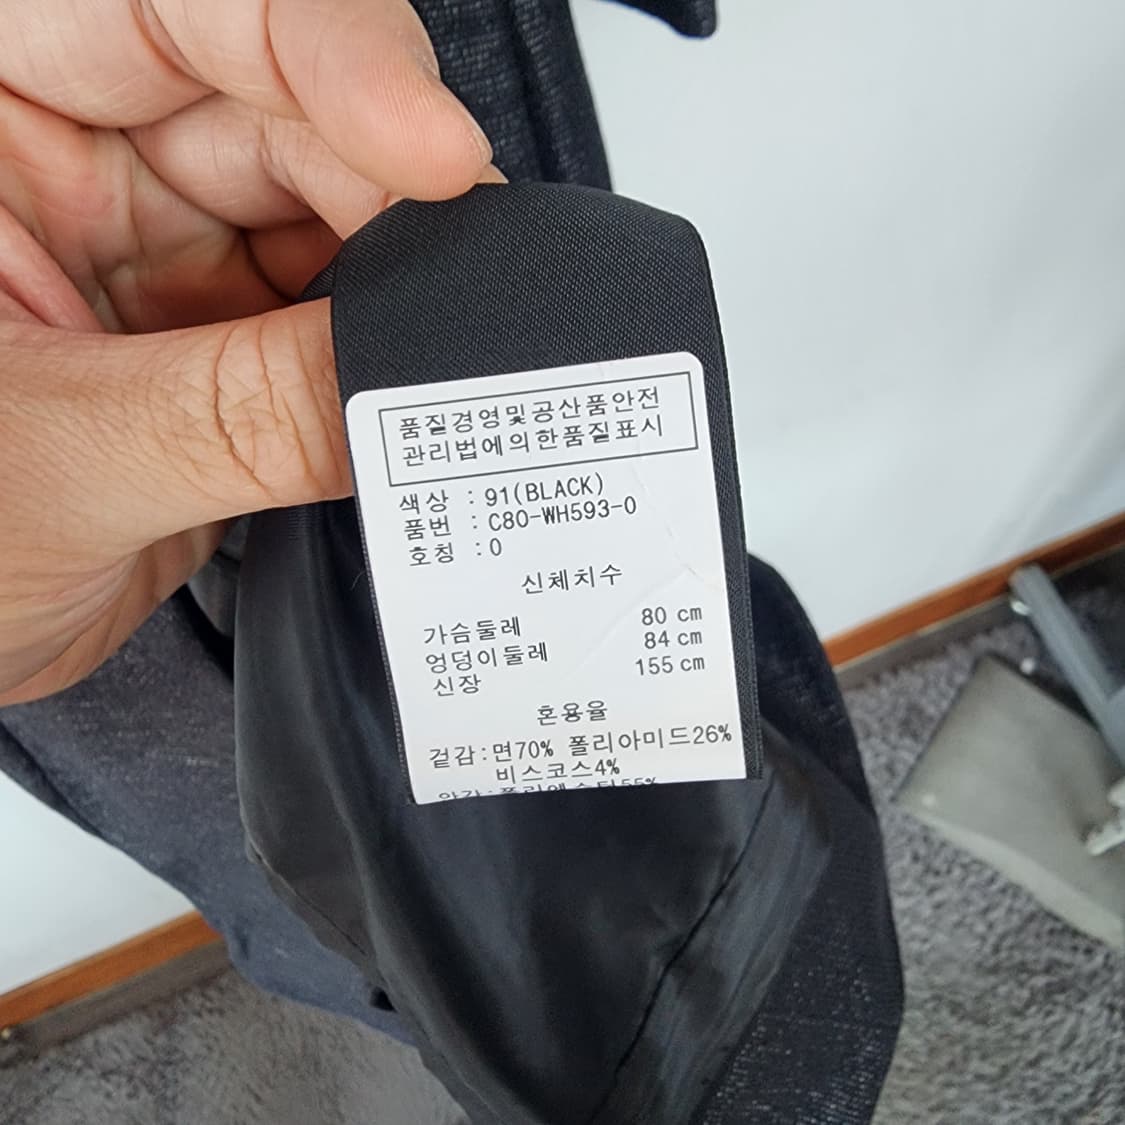 품질경영및공산품안전
관리법에의한품질표시
색상 : 91(BLACK)
품번 : C80-WH593-0
호칭 : 0
신체치수
가슴둘레 80 cm
엉덩이둘레 84 cm
신장 155 cm
혼용율
겉감: 면70% 폴리아미드26%
비스코스4%